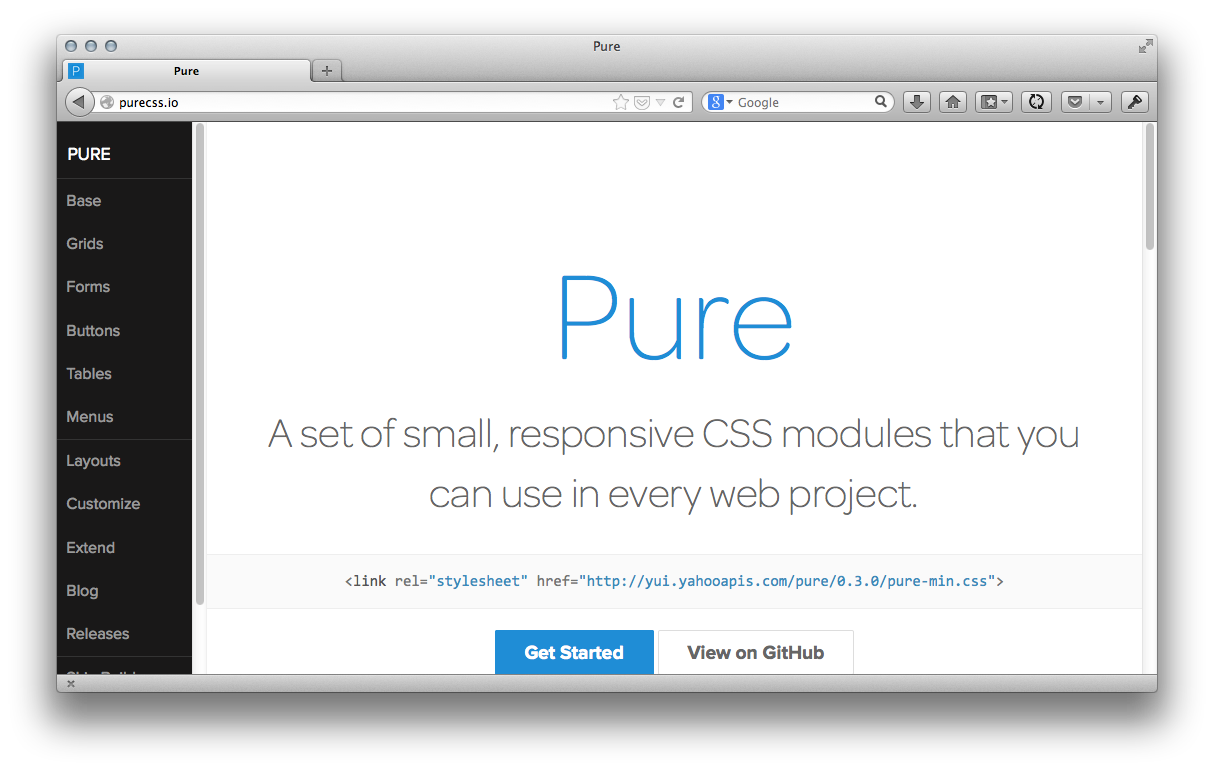 Pure
P Pure
purecss.io
8 Google
PURE
Base
Grids
Forms
Buttons
Tables
Menus
Layouts
Customize
Extend
Blog
Releases
Pure
A set of small, responsive CSS modules that you
can use in every web project.
<link rel="stylesheet" href="http://yui.yahooapis.com/pure/0.3.0/pure-min.css">
Get Started
View on GitHub